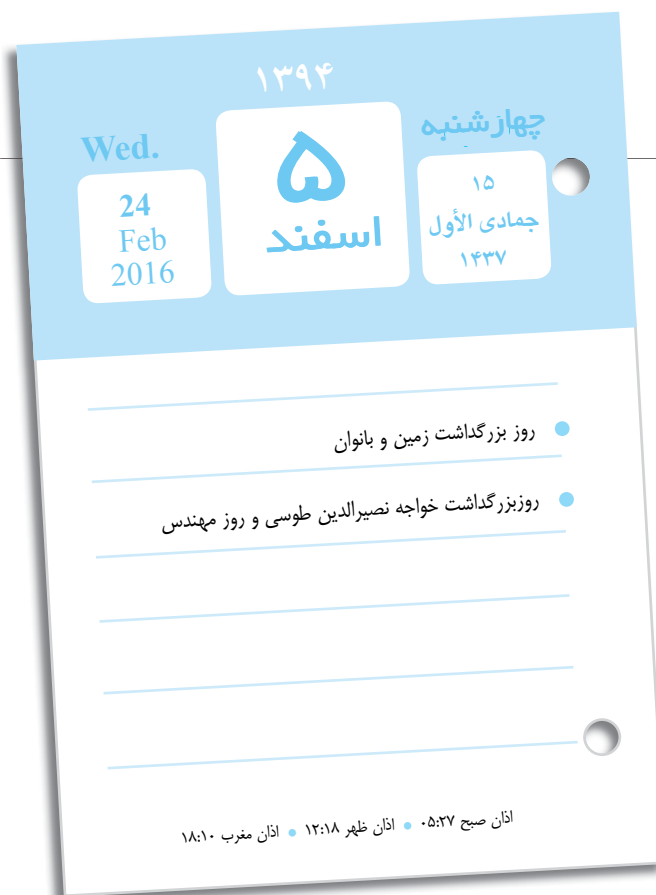 ۱۳۹۴
چهارشنبه
۱۵
جمادی الأول
۱۴۳۷
۵
اسفند
Wed.
24
Feb
2016
روز بزرگداشت زمین و بانوان
روزبزرگداشت خواجه نصیرالدین طوسی و روز مهندس
اذان صبح ۰۵:۲۷ • اذان ظهر ۱۲:۱۸ • اذان مغرب ۱۸:۱۰